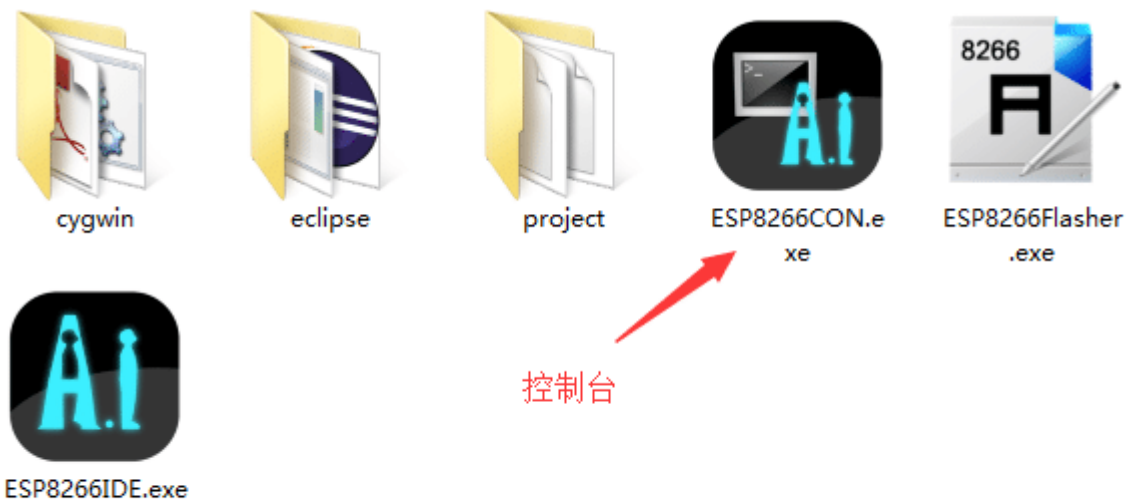 8266
A
>_
A.i
cygwin
eclipse
project
ESP8266CON.e
xe
ESP8266Flasher
.exe
控制台
A.i
ESP8266IDE.exe